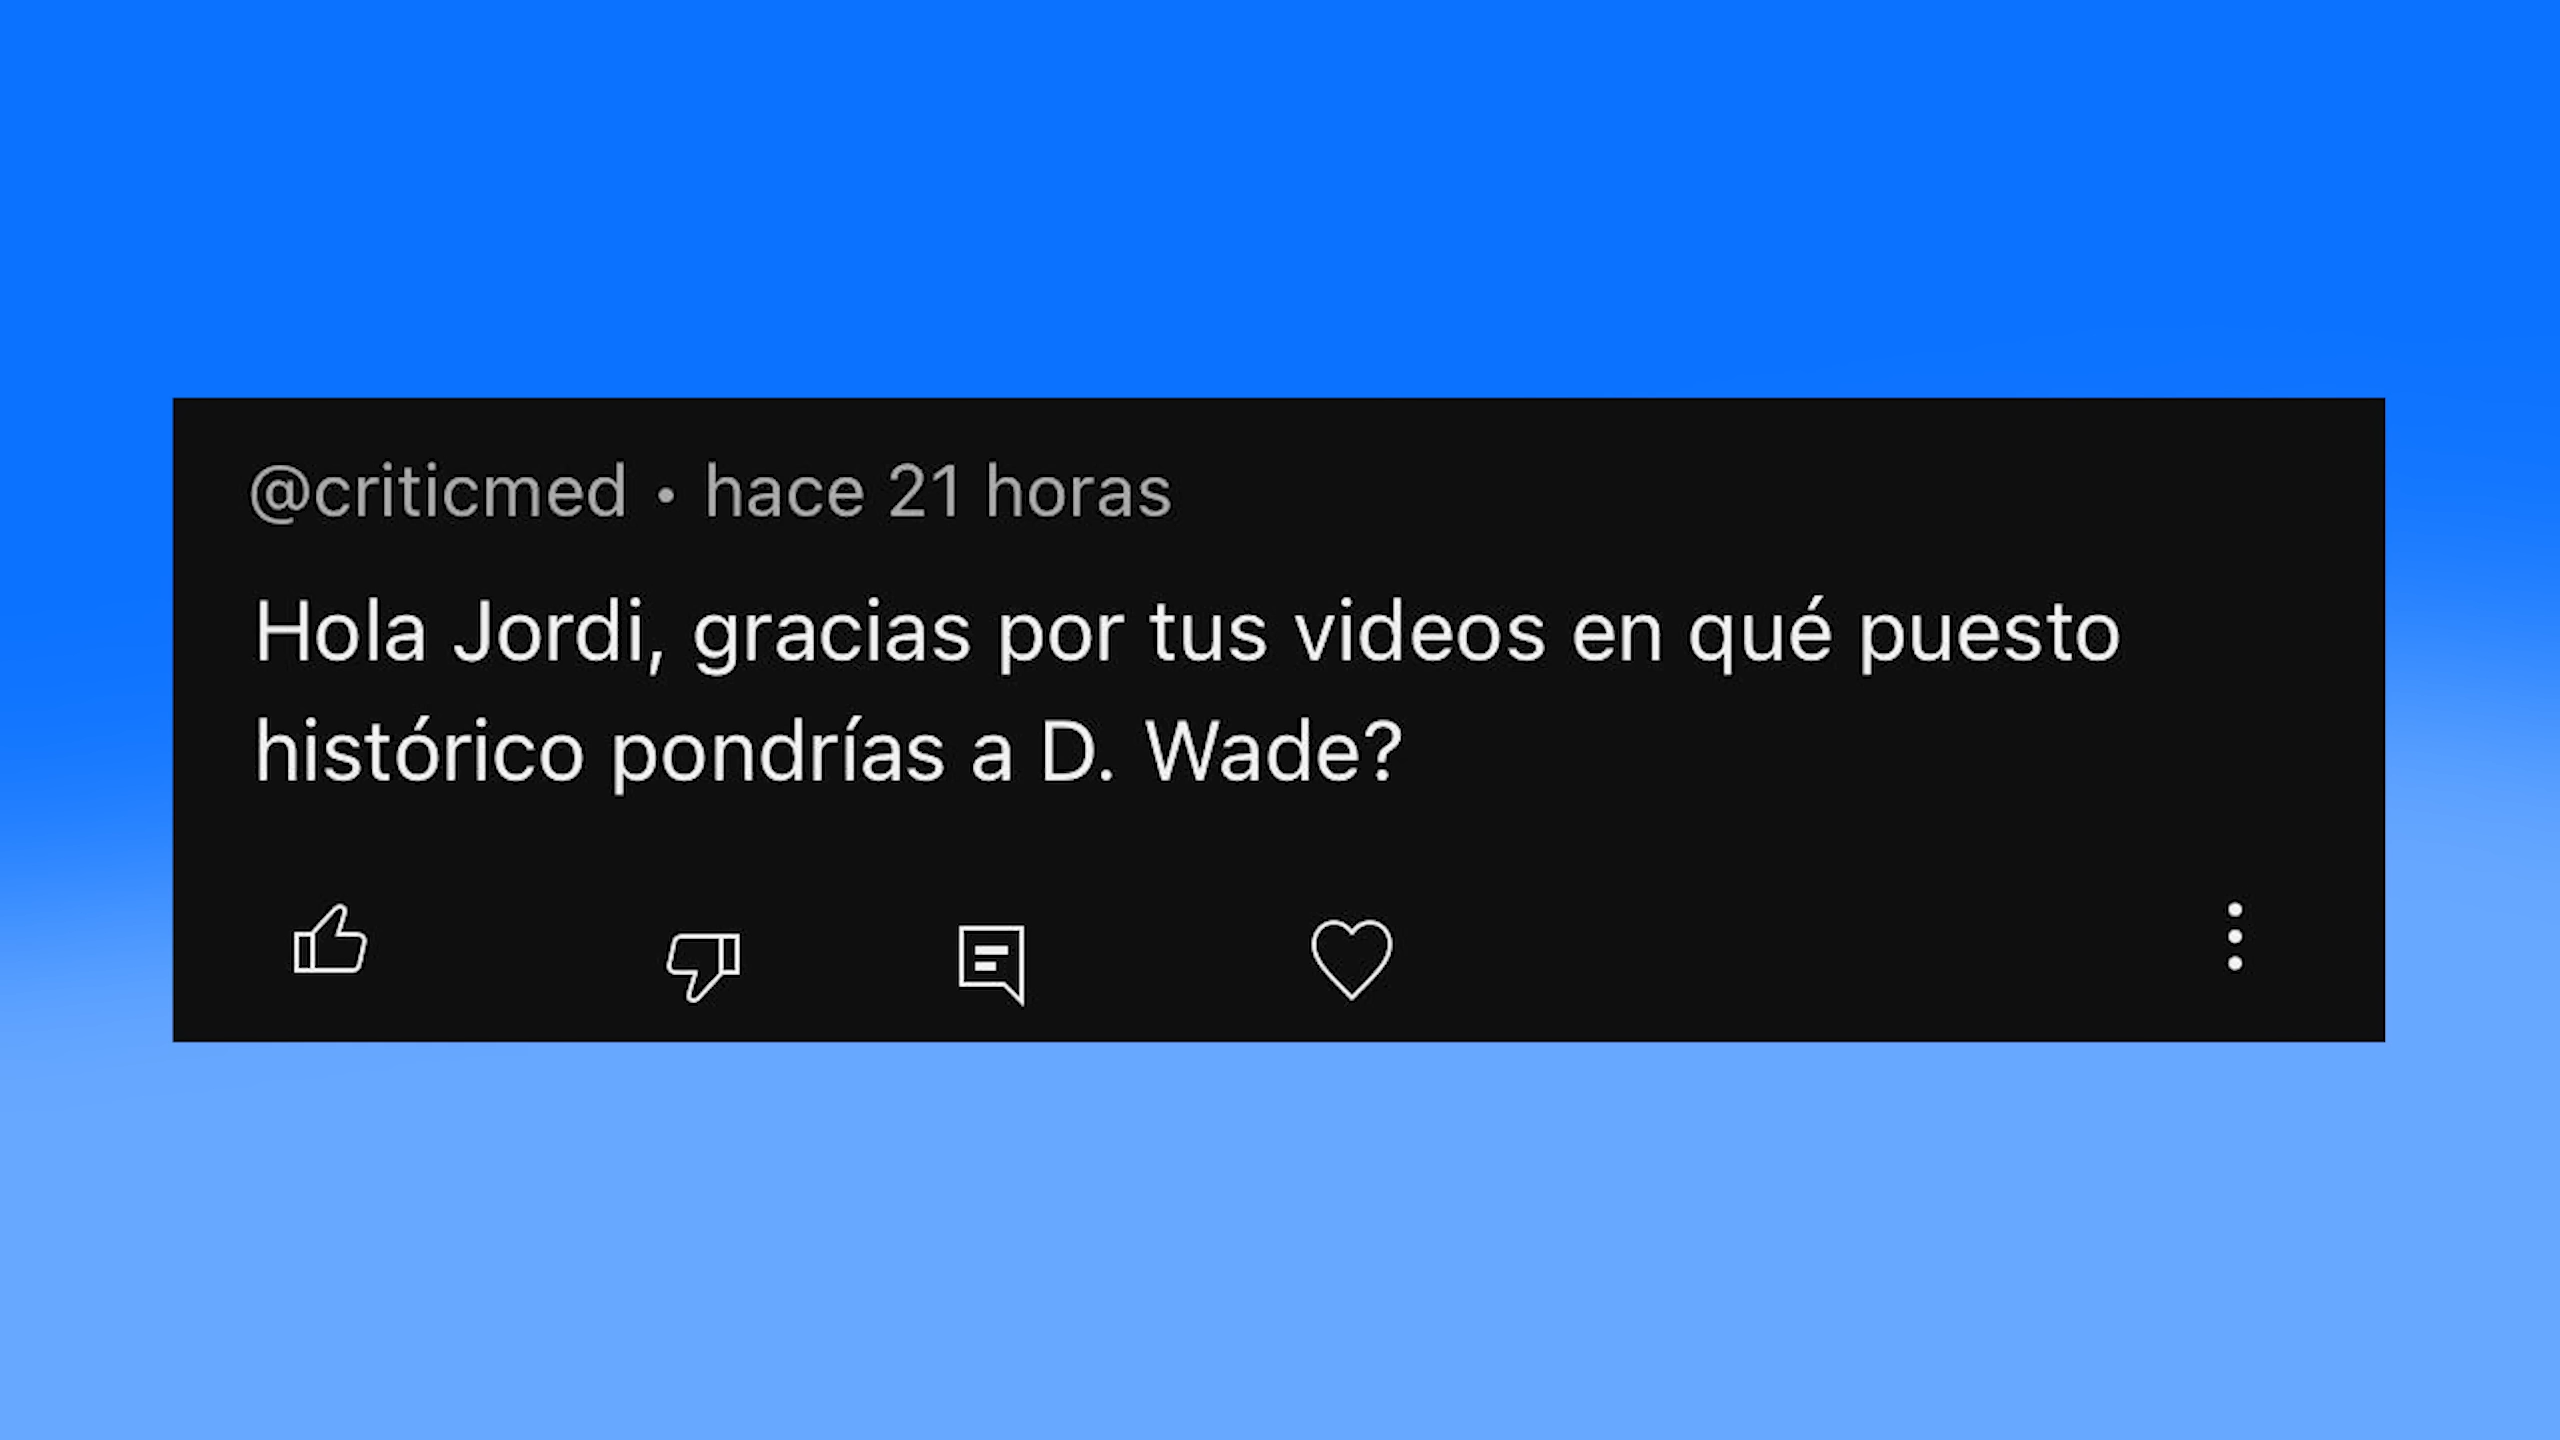 @criticmed • hace 21 horas
Hola Jordi, gracias por tus videos en qué puesto
histórico pondrías a D. Wade?